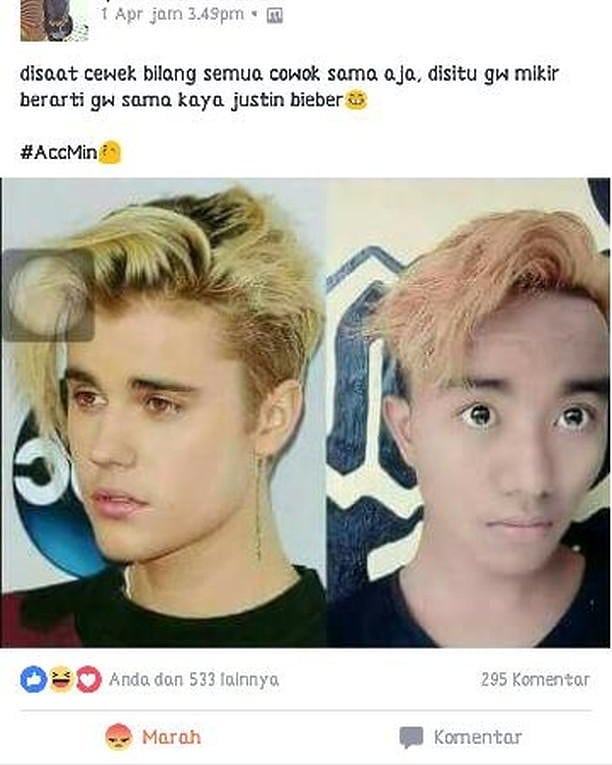 1 Apr jam 3.49pm •
disaat cewek bilang semua cowok sama aja, disitu gw mikir
berarti gw sama kaya justin bieber😂
#AccMin
Anda dan 533 lainnya
295 Komentar
Marah
Komentar